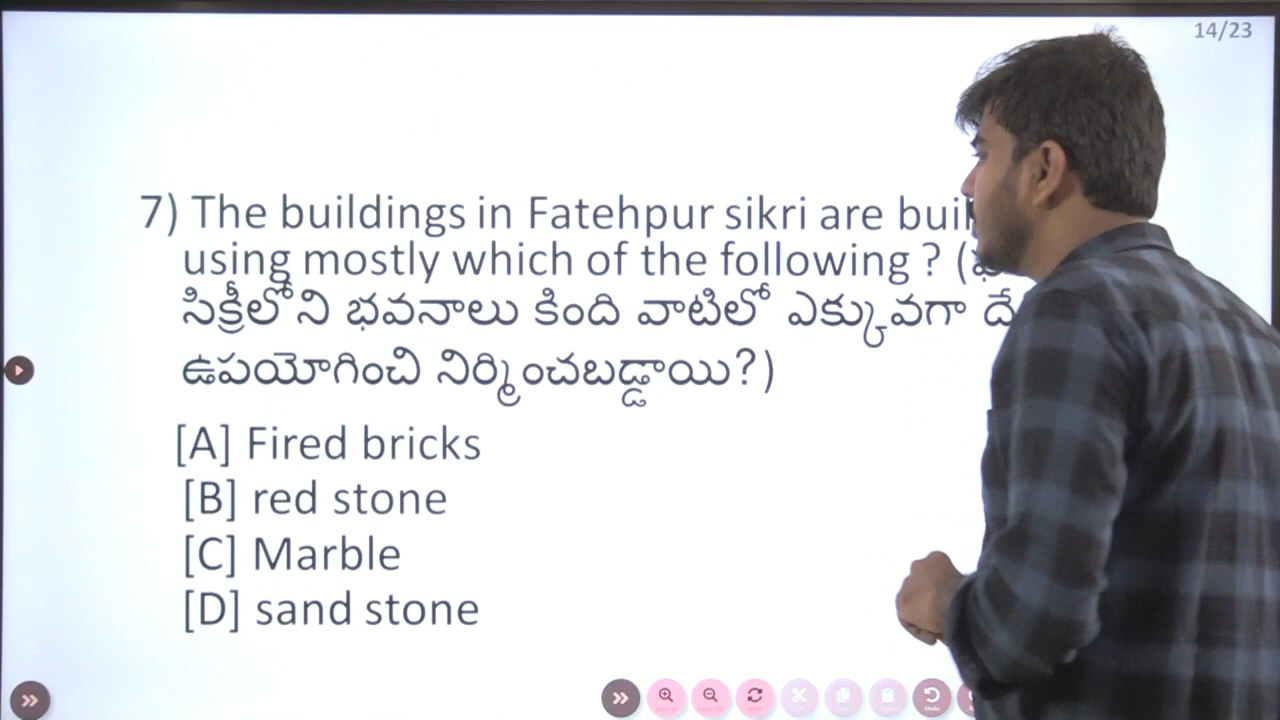 14/23
7) The buildings in Fatehpur sikri are
using mostly which of the following ? (
సిక్రీలోని భవనాలు కింది వాటిలో ఎక్కువగా
ఉపయోగించి నిర్మించబడ్డాయి?)
[A] Fired bricks
[B] red stone
[C] Marble
[D] sand stone
Undo